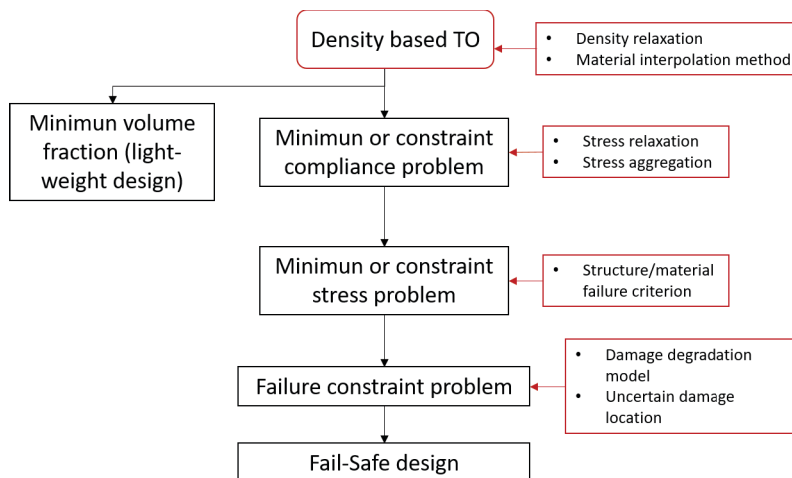 Density based TO
• Density relaxation
• Material interpolation method
Minimun volume
fraction (light-
weight design)
Minimun or constraint
compliance problem
• Stress relaxation
• Stress aggregation
Minimun or constraint
stress problem
• Structure/material
failure criterion
Failure constraint problem
• Damage degradation
model
• Uncertain damage
location
Fail-Safe design